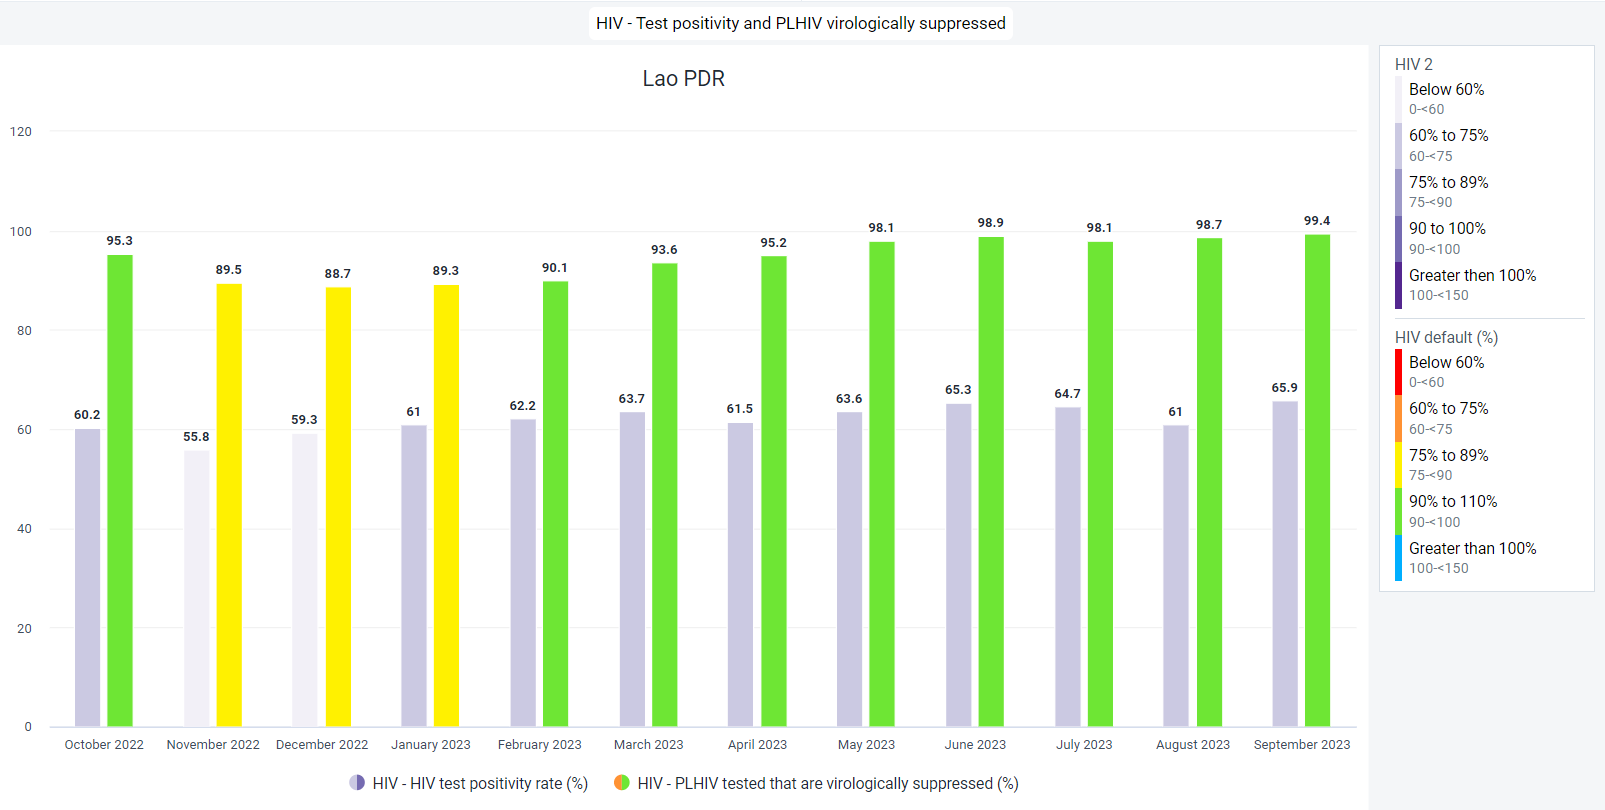 HIV - Test positivity and PLHIV virologically suppressed
Lao PDR
120
100
80
60
40
20
0
60.2
95.3
55.8
89.5
59.3
88.7
61
89.3
62.2
90.1
63.7
93.6
61.5
95.2
63.6
98.1
65.3
98.9
64.7
98.1
61
98.7
65.9
99.4
October 2022
November 2022
December 2022
January 2023
February 2023
March 2023
April 2023
May 2023
June 2023
July 2023
August 2023
September 2023
HIV - HIV test positivity rate (%)
HIV - PLHIV tested that are virologically suppressed (%)
HIV 2
Below 60%
0-<60
60% to 75%
60-<75
75% to 89%
75-<90
90 to 100%
90-<100
Greater then 100%
100-<150
HIV default (%)
Below 60%
0-<60
60% to 75%
60-<75
75% to 89%
75-<90
90% to 110%
90-<100
Greater than 100%
100-<150